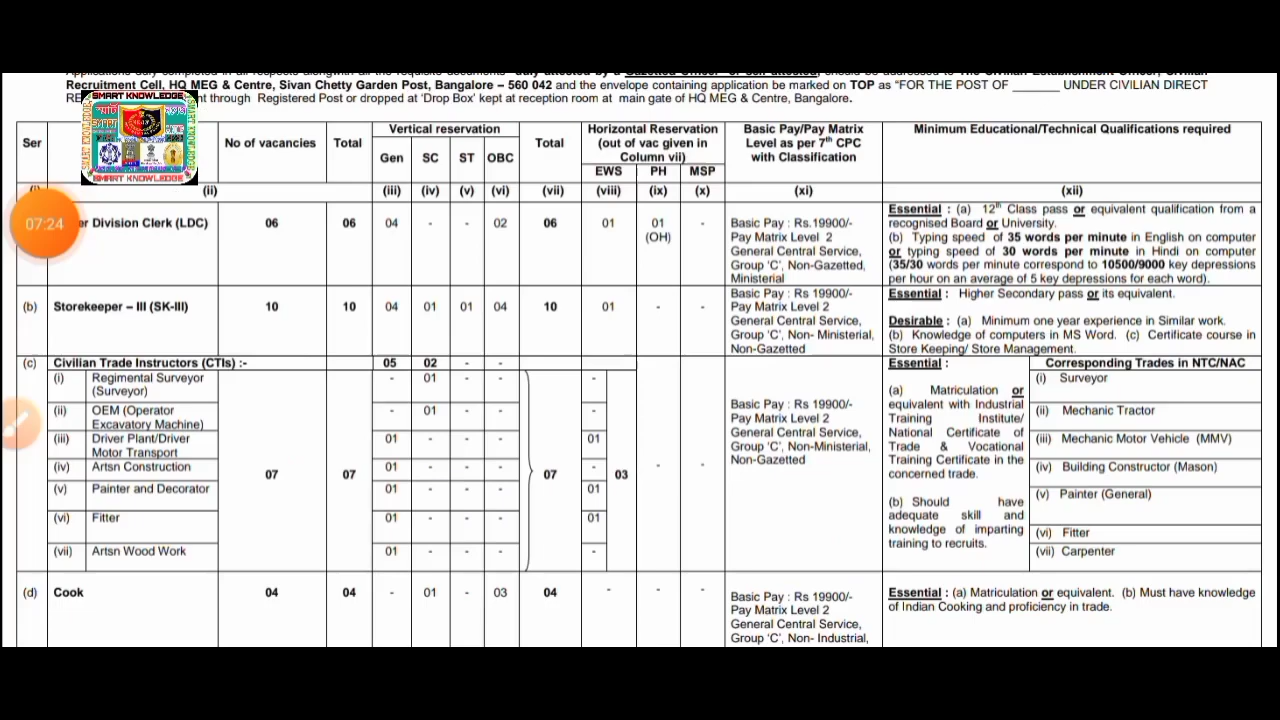 Applications duly completed in all respects alongwith all the requisite documents duly attested by a Gazetted Officer or self attested, should be addressed to The Civilian Establishment Officer, Civilian
Recruitment Cell, HQ MEG & Centre, Sivan Chetty Garden Post, Bangalore – 560 042 and the envelope containing application be marked on TOP as “FOR THE POST OF _______ UNDER CIVILIAN DIRECT
through Registered Post or dropped at ‘Drop Box’ kept at reception room at main gate of HQ MEG & Centre, Bangalore.
SMART KNOWLEDGE
SMART KNOWLEDGE
Ser No of vacancies Total Vertical reservation Total Horizontal Reservation (out of vac given in Column vii) Basic Pay/Pay Matrix Level as per 7th CPC with Classification Minimum Educational/Technical Qualifications required
Gen SC ST OBC EWS PH MSP
(ii) (iii) (iv) (v) (vi) (vii) (viii) (ix) (x) (xi) (xii)
07:24
er Division Clerk (LDC) 06 06 04 - - 02 06 01 01 (OH) -
Basic Pay : Rs.19900/-
Pay Matrix Level 2
General Central Service,
Group ‘C’, Non-Gazetted,
Ministerial
Essential : (a) 12th Class pass or equivalent qualification from a
recognised Board or University.
(b) Typing speed of 35 words per minute in English on computer
or typing speed of 30 words per minute in Hindi on computer
(35/30 words per minute correspond to 10500/9000 key depressions
per hour on an average of 5 key depressions for each word).
(b) Storekeeper – III (SK-III) 10 10 04 01 01 04 10 01 - -
Basic Pay : Rs 19900/-
Pay Matrix Level 2
General Central Service,
Group ‘C’, Non- Ministerial,
Non-Gazetted
Essential : Higher Secondary pass or its equivalent.
Desirable : (a) Minimum one year experience in Similar work.
(b) Knowledge of computers in MS Word. (c) Certificate course in
Store Keeping/ Store Management.
(c) Civilian Trade Instructors (CTIs) :- 05 02 - -
(i) Regimental Surveyor - 01 - - -
(Surveyor)
(ii) OEM (Operator - 01 - - -
Excavatory Machine)
(iii) Driver Plant/Driver 01 - - - 01
Motor Transport
(iv) Artsn Construction 01 - - - -
07 07 07 03 - -
(v) Painter and Decorator 01 - - - 01
(vi) Fitter 01 - - - 01
(vii) Artsn Wood Work 01 - - - -
Basic Pay : Rs 19900/-
Pay Matrix Level 2
General Central Service,
Group ‘C’, Non-Ministerial,
Non-Gazetted
Essential :
(a) Matriculation or
equivalent with Industrial
Training Institute/
National Certificate of
Trade & Vocational
Training Certificate in the
concerned trade.
(b) Should have
adequate skill and
knowledge of imparting
training to recruits.
Corresponding Trades in NTC/NAC
(i) Surveyor
(ii) Mechanic Tractor
(iii) Mechanic Motor Vehicle (MMV)
(iv) Building Constructor (Mason)
(v) Painter (General)
(vi) Fitter
(vii) Carpenter
(d) Cook 04 04 - 01 - 03 04 - - -
Basic Pay : Rs 19900/-
Pay Matrix Level 2
General Central Service,
Group ‘C’, Non- Industrial,
Essential : (a) Matriculation or equivalent. (b) Must have knowledge
of Indian Cooking and proficiency in trade.